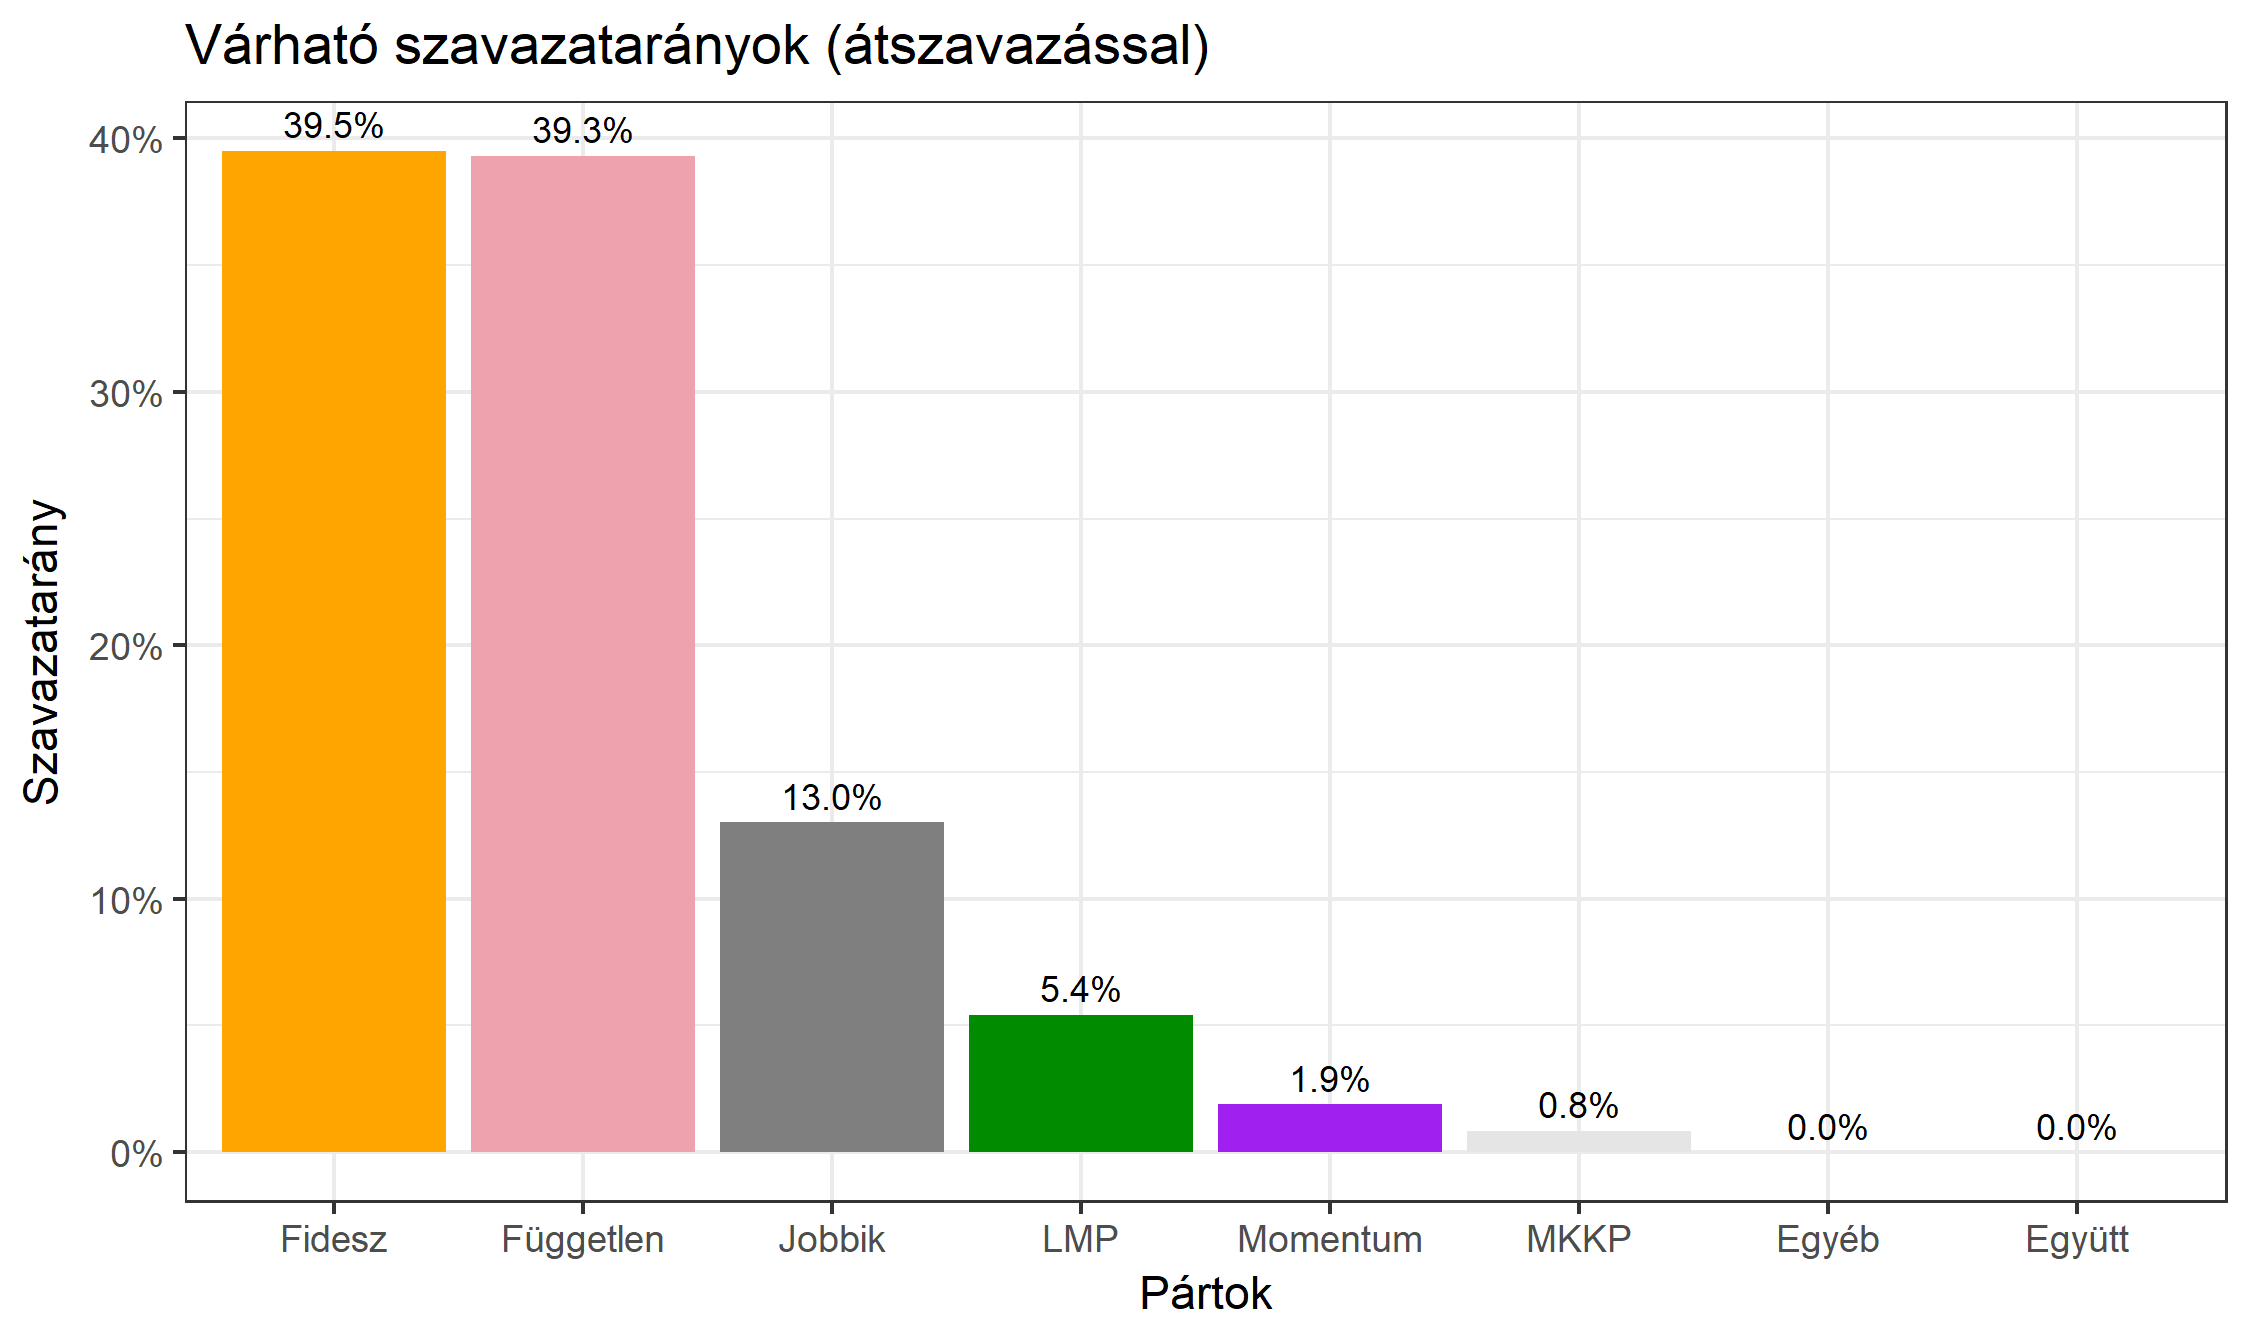 Várható szavazatarányok (átszavazással)
39.5%
39.3%
13.0%
5.4%
1.9%
0.8%
0.0%
0.0%
40%
30%
20%
10%
0%
Szavazatarány
Fidesz
Független
Jobbik
LMP
Momentum
MKKP
Egyéb
Együtt
Pártok